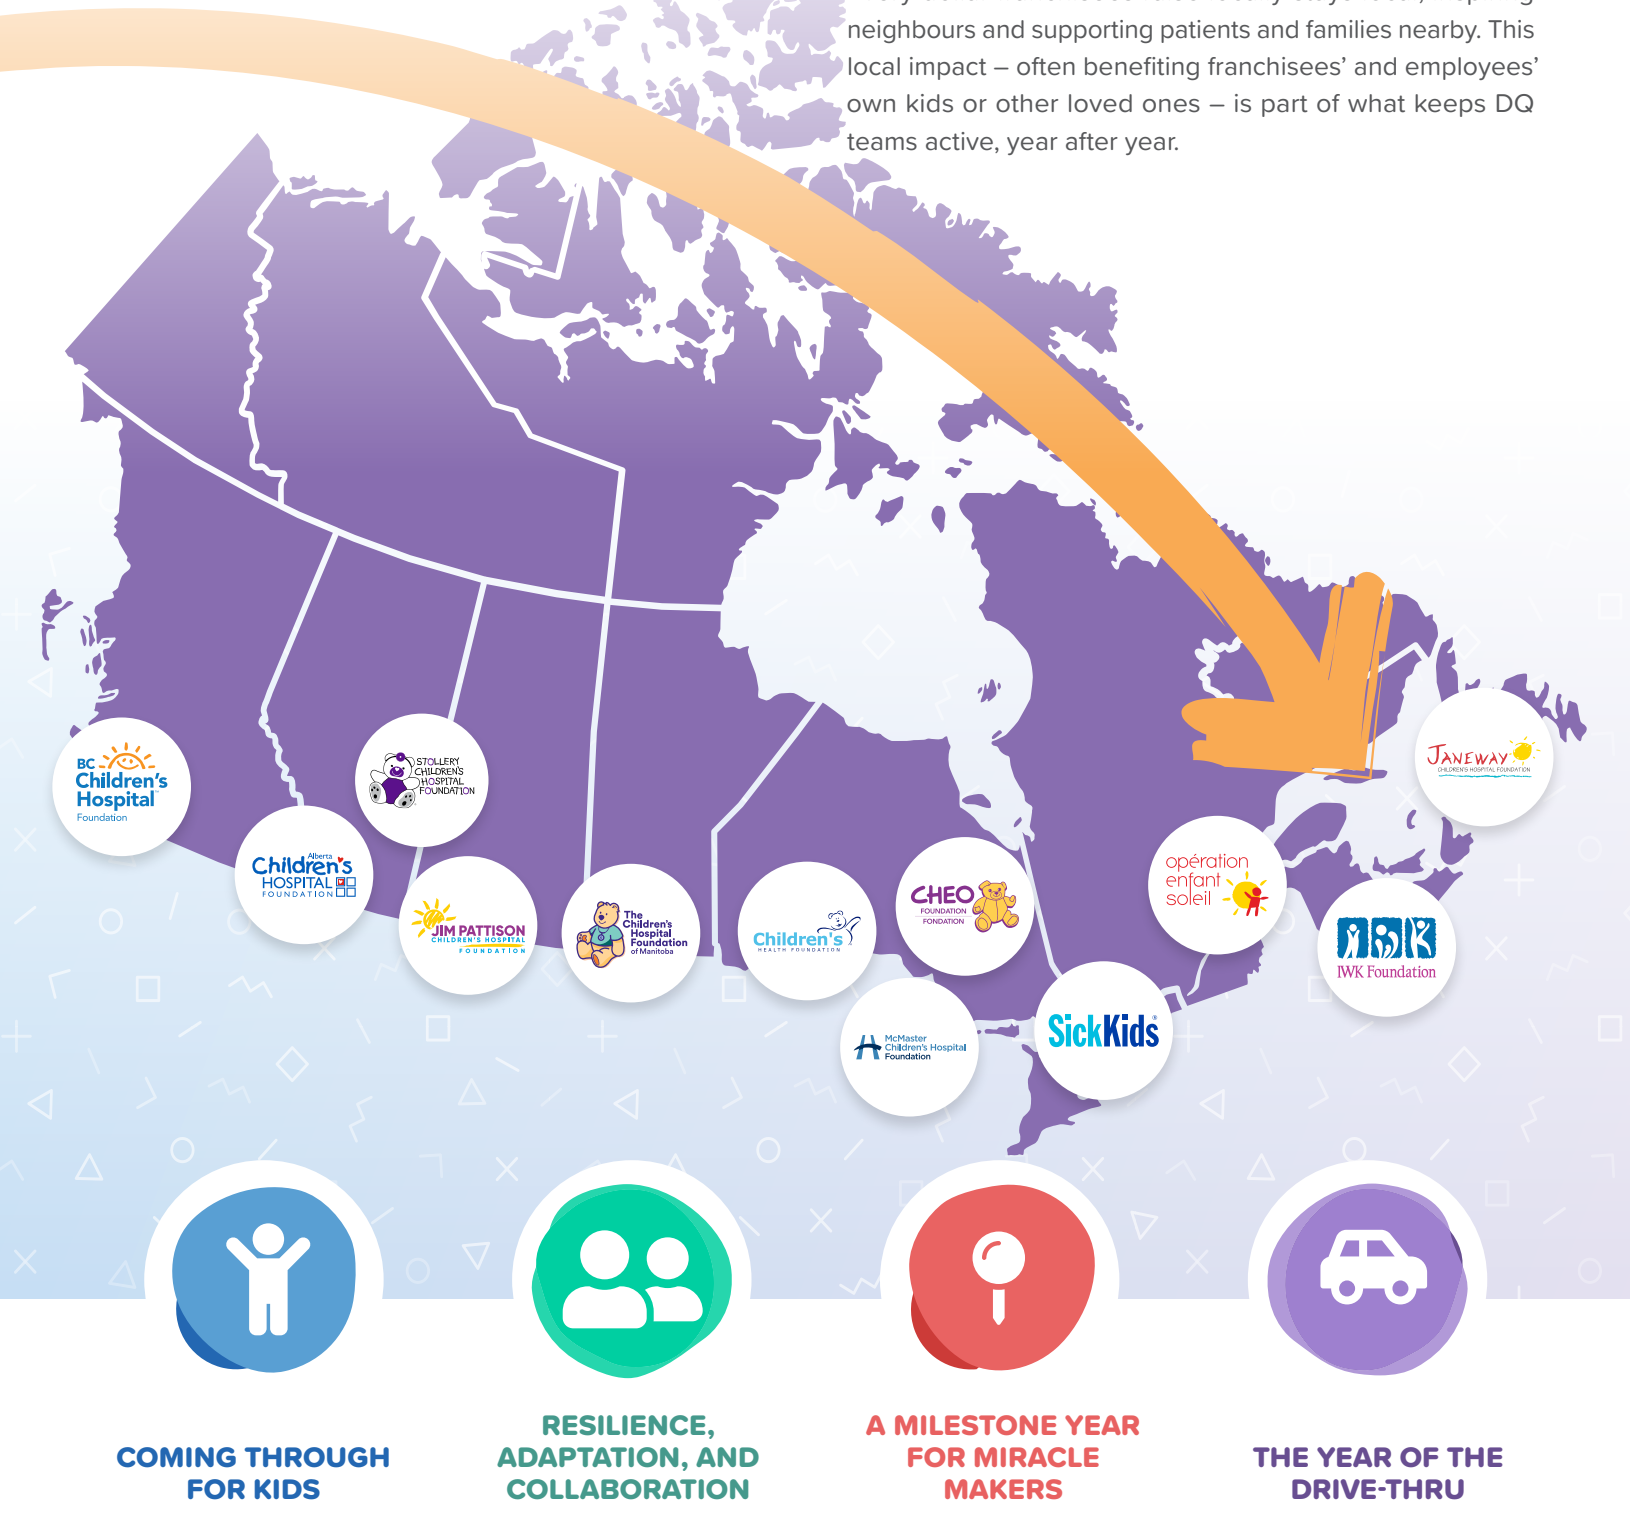 neighbours and supporting patients and families nearby. This
local impact – often benefiting franchisees’ and employees’
own kids or other loved ones – is part of what keeps DQ
teams active, year after year.
BC
Children's
Hospital
Foundation
STOLLERY
CHILDREN'S
HOSPITAL
FOUNDATION
Alberta
Children's
HOSPITAL
FOUNDATION
JIM PATTISON
CHILDREN'S HOSPITAL
FOUNDATION
The
Children's
Hospital
Foundation
of Manitoba
Children's
HEALTH FOUNDATION
CHEO
FOUNDATION
FONDATION
McMaster
Children's Hospital
Foundation
SickKids®
opération
enfant
soleil
IWK Foundation
JANEWAY
CHILDREN'S HOSPITAL FOUNDATION
COMING THROUGH
FOR KIDS
RESILIENCE,
ADAPTATION, AND
COLLABORATION
A MILESTONE YEAR
FOR MIRACLE
MAKERS
THE YEAR OF THE
DRIVE-THRU